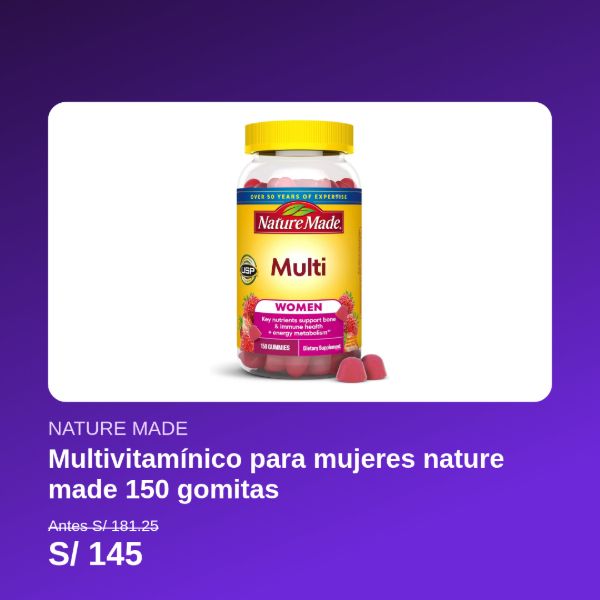 OVER 50 YEARS OF EXPERTISE
Nature Made.
USP
Multi
WOMEN
Key nutrients support bone
& immune health
+ energy metabolism
150 GUMMIES
Dietary Supplement
NATURE MADE
Multivitamínico para mujeres nature
made 150 gomitas
Antes S/ 181.25
S/ 145